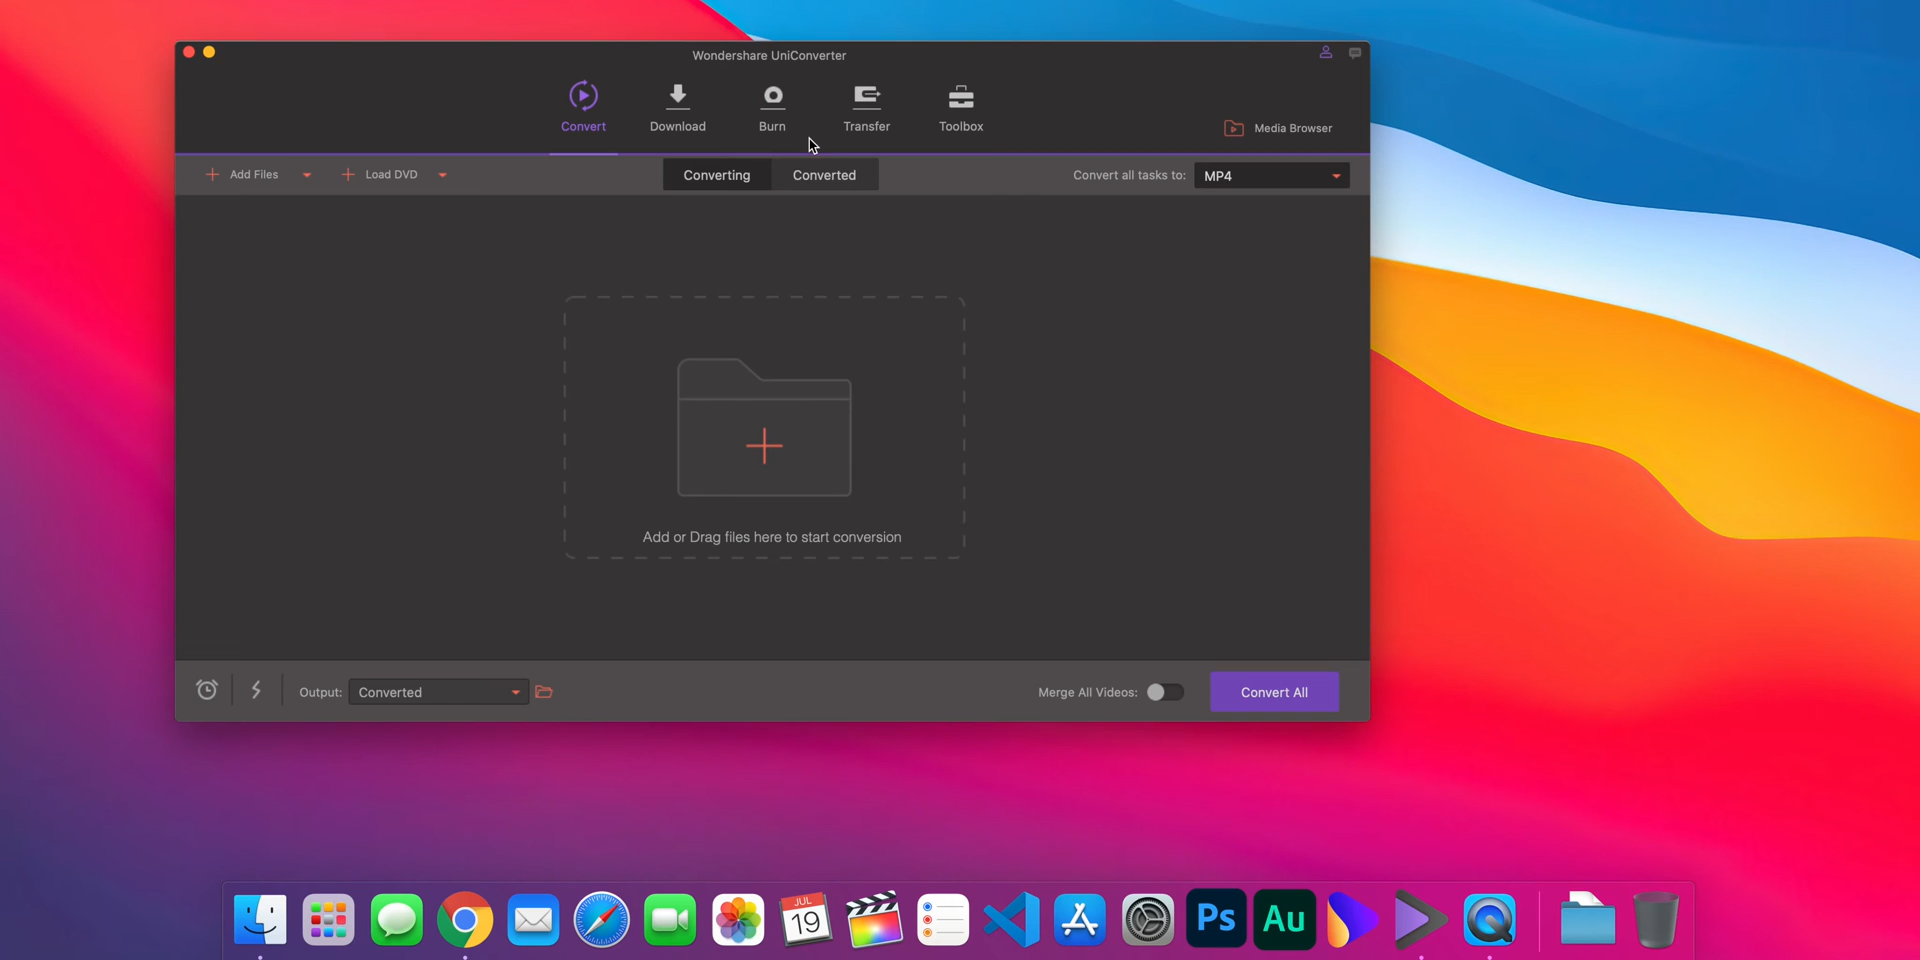 Wondershare UniConverter
Convert
Download
Burn
Transfer
Toolbox
Media Browser
Add Files
Load DVD
Converting
Converted
Convert all tasks to:
MP4
Add or Drag files here to start conversion
Output:
Converted
Merge All Videos:
Convert All
JUL
19
Ps
Au